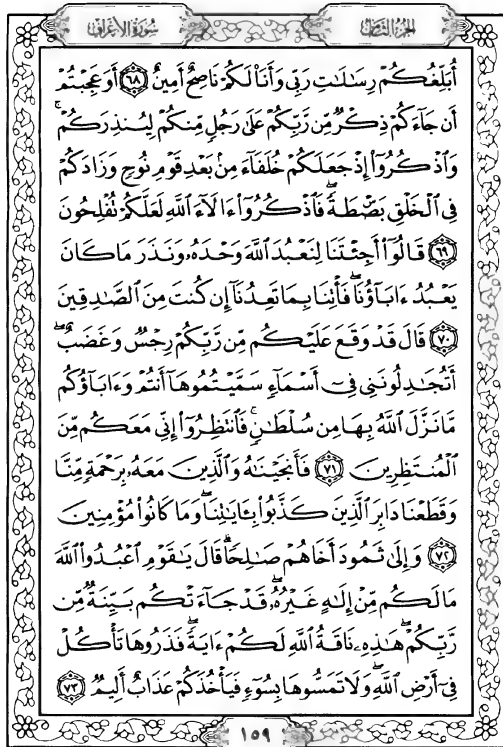 الجزء الثامن
سورة الأعراف
أُبَلِّغُكُمْ رِسَٰلَٰتِ رَبِّى وَأَنَا۠ لَكُمْ نَاصِحٌ أَمِينٌ ٦٨ أَوَعَجِبْتُمْ
أَن جَآءَكُمْ ذِكْرٌ مِّن رَّبِّكُمْ عَلَىٰ رَجُلٍ مِّنكُمْ لِيُنذِرَكُمْ ۚ
وَٱذْكُرُوٓا۟ إِذْ جَعَلَكُمْ خُلَفَآءَ مِنۢ بَعْدِ قَوْمِ نُوحٍ وَزَادَكُمْ
فِى ٱلْخَلْقِ بَصْۜطَةً ۖ فَٱذْكُرُوٓا۟ ءَالَآءَ ٱللَّهِ لَعَلَّكُمْ تُفْلِحُونَ
٦٩ قَالُوٓا۟ أَجِئْتَنَا لِنَعْبُدَ ٱللَّهَ وَحْدَهُۥ وَنَذَرَ مَا كَانَ
يَعْبُدُ ءَابَآؤُنَا ۖ فَأْتِنَا بِمَا تَعِدُنَآ إِن كُنتَ مِنَ ٱلصَّٰدِقِينَ
٧٠ قَالَ قَدْ وَقَعَ عَلَيْكُم مِّن رَّبِّكُمْ رِجْسٌ وَغَضَبٌ ۖ
أَتُجَٰدِلُونَنِى فِىٓ أَسْمَآءٍ سَمَّيْتُمُوهَآ أَنتُمْ وَءَابَآؤُكُم
مَّا نَزَّلَ ٱللَّهُ بِهَا مِن سُلْطَٰنٍ ۚ فَٱنتَظِرُوٓا۟ إِنِّى مَعَكُم مِّنَ
ٱلْمُنتَظِرِينَ ٧١ فَأَنجَيْنَٰهُ وَٱلَّذِينَ مَعَهُۥ بِرَحْمَةٍ مِّنَّا
وَقَطَعْنَا دَابِرَ ٱلَّذِينَ كَذَّبُوا۟ بِـَٔايَٰتِنَا ۖ وَمَا كَانُوا۟ مُؤْمِنِينَ
٧٢ وَإِلَىٰ ثَمُودَ أَخَاهُمْ صَٰلِحًا ۗ قَالَ يَٰقَوْمِ ٱعْبُدُوا۟ ٱللَّهَ
مَا لَكُم مِّنْ إِلَٰهٍ غَيْرُهُۥ ۖ قَدْ جَآءَتْكُم بَيِّنَةٌ مِّن
رَّبِّكُمْ ۖ هَٰذِهِۦ نَاقَةُ ٱللَّهِ لَكُمْ ءَايَةً ۖ فَذَرُوهَا تَأْكُلْ
فِىٓ أَرْضِ ٱللَّهِ ۖ وَلَا تَمَسُّوهَا بِسُوٓءٍ فَيَأْخُذَكُمْ عَذَابٌ أَلِيمٌ ٧٣
١٥٩